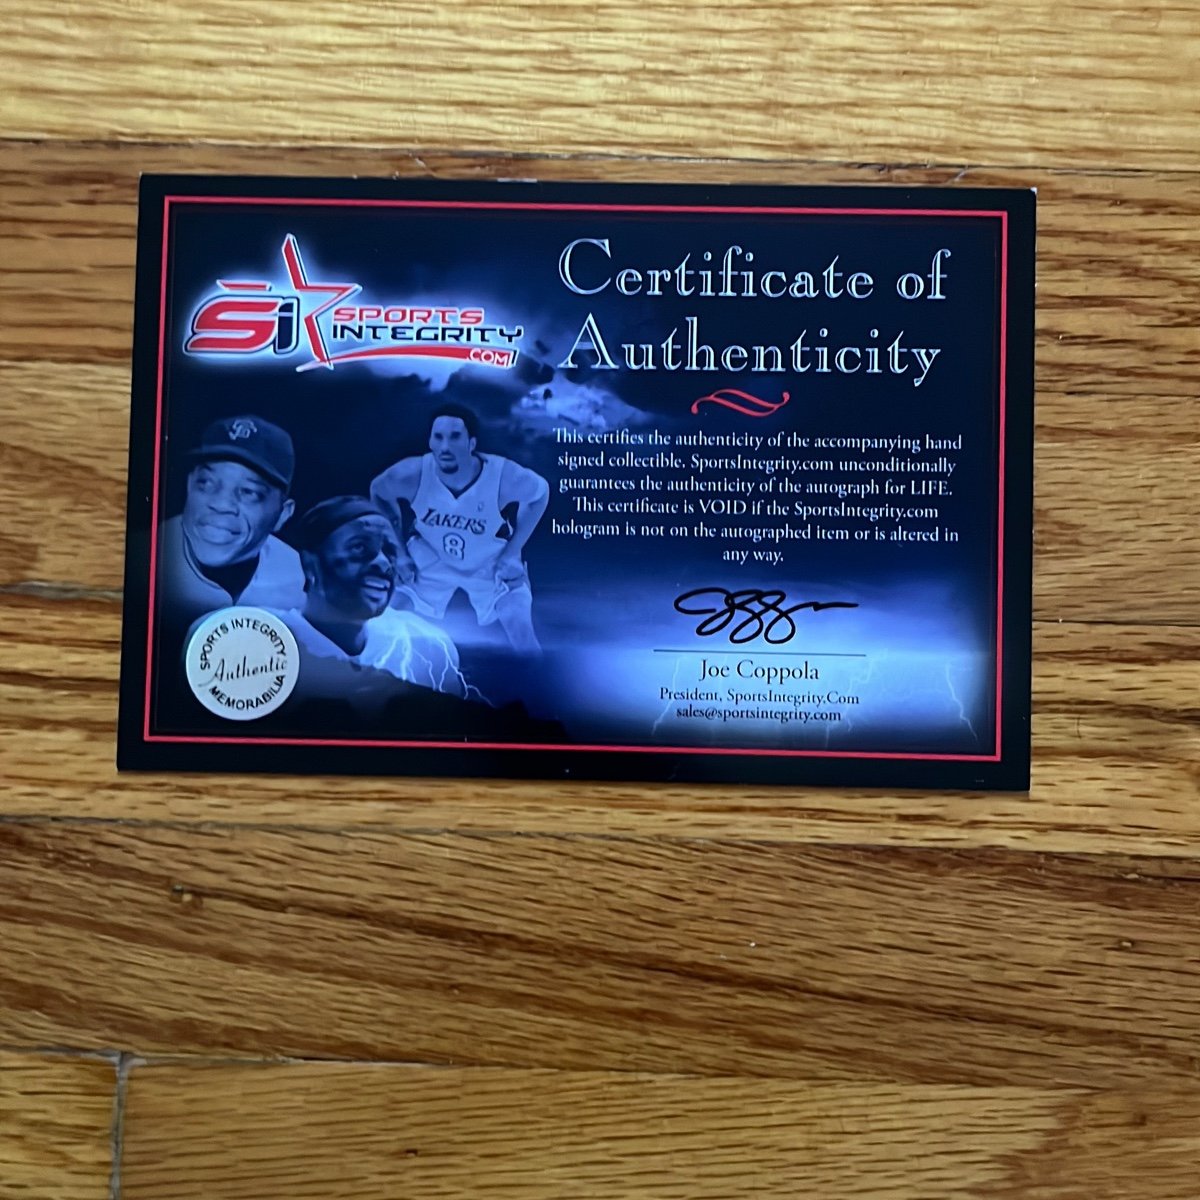 Si SPORTS
INTEGRITY
.COM
Certificate of
Authenticity
This certifies the authenticity of the accompanying hand
signed collectible. SportsIntegrity.com unconditionally
guarantees the authenticity of the autograph for LIFE.
This certificate is VOID if the SportsIntegrity.com
hologram is not on the autographed item or is altered in
any way.
LAKERS
8
SPORTS INTEGRITY
Authentic
MEMORABILIA
Joe Coppola
President, SportsIntegrity.Com
sales@sportsintegrity.com